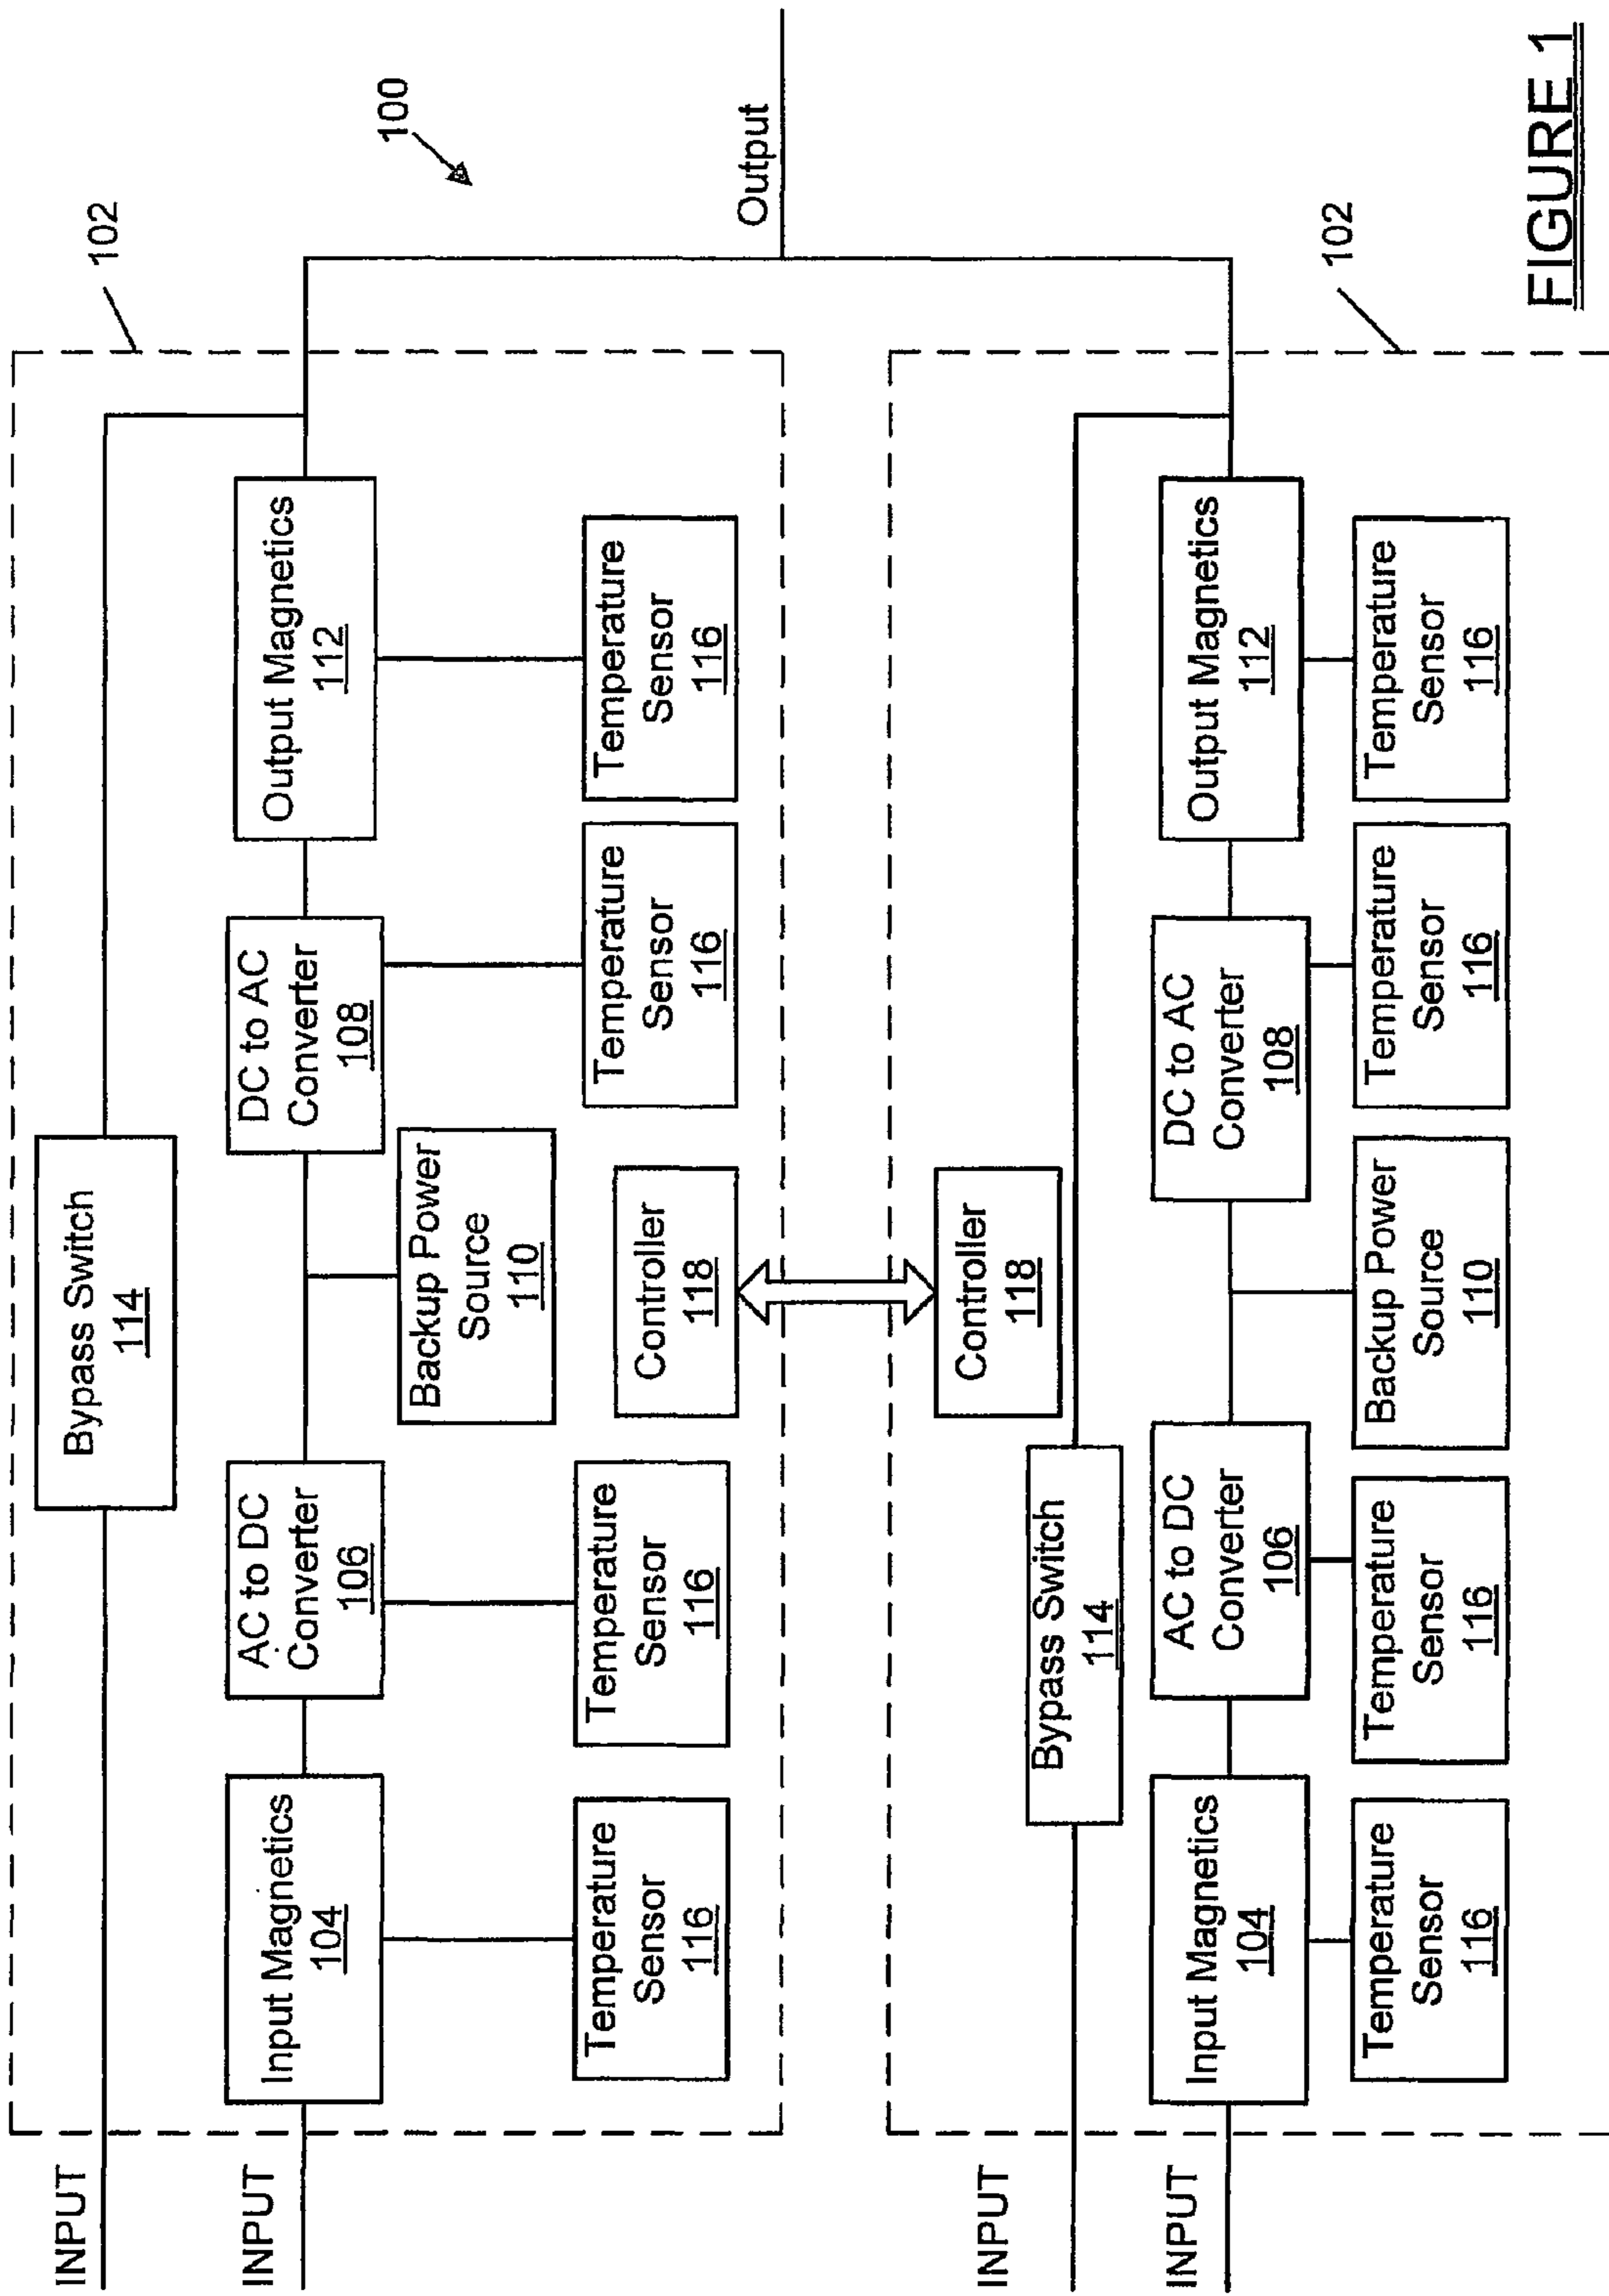 102
100
INPUT
Bypass Switch
114
INPUT
Input Magnetics
104
AC to DC
Converter
106
DC to AC
Converter
108
Output Magnetics
112
Backup Power
Source
110
Temperature
Sensor
116
Temperature
Sensor
116
Controller
118
Temperature
Sensor
116
Temperature
Sensor
116
Output
Controller
118
INPUT
Bypass Switch
114
INPUT
Input Magnetics
104
AC to DC
Converter
106
DC to AC
Converter
108
Output Magnetics
112
102
Temperature
Sensor
116
Temperature
Sensor
116
Backup Power
Source
110
Temperature
Sensor
116
Temperature
Sensor
116
FIGURE 1